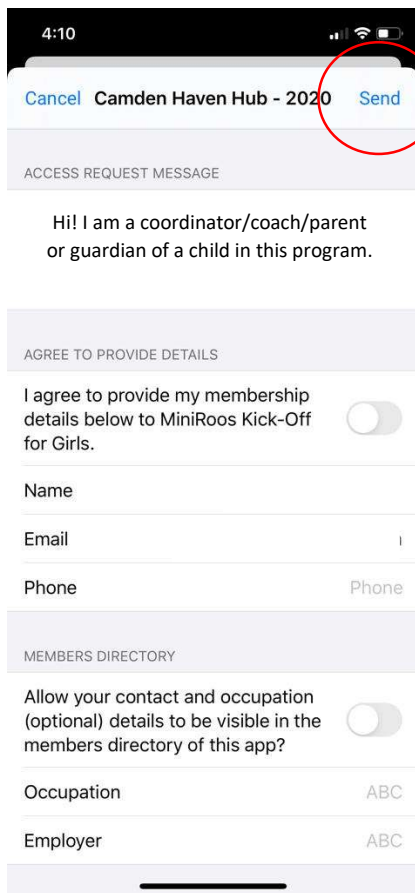 4:10
Cancel Camden Haven Hub - 2020 Send
ACCESS REQUEST MESSAGE
Hi! I am a coordinator/coach/parent
or guardian of a child in this program.
AGREE TO PROVIDE DETAILS
I agree to provide my membership
details below to MiniRoos Kick-Off
for Girls.
Name
Email
Phone Phone
MEMBERS DIRECTORY
Allow your contact and occupation
(optional) details to be visible in the
members directory of this app?
Occupation ABC
Employer ABC